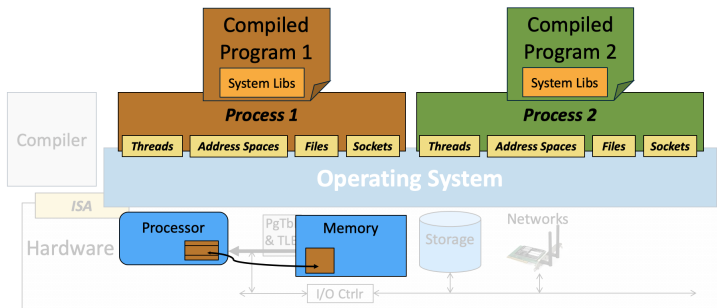 Compiled
Program 1
System Libs
Compiled
Program 2
System Libs
Process 1
Process 2
Compiler
Threads
Address Spaces
Files
Sockets
Threads
Address Spaces
Files
Sockets
Operating System
ISA
Hardware
Processor
PgTb
& TLB
Memory
Storage
Networks
I/O Ctrlr